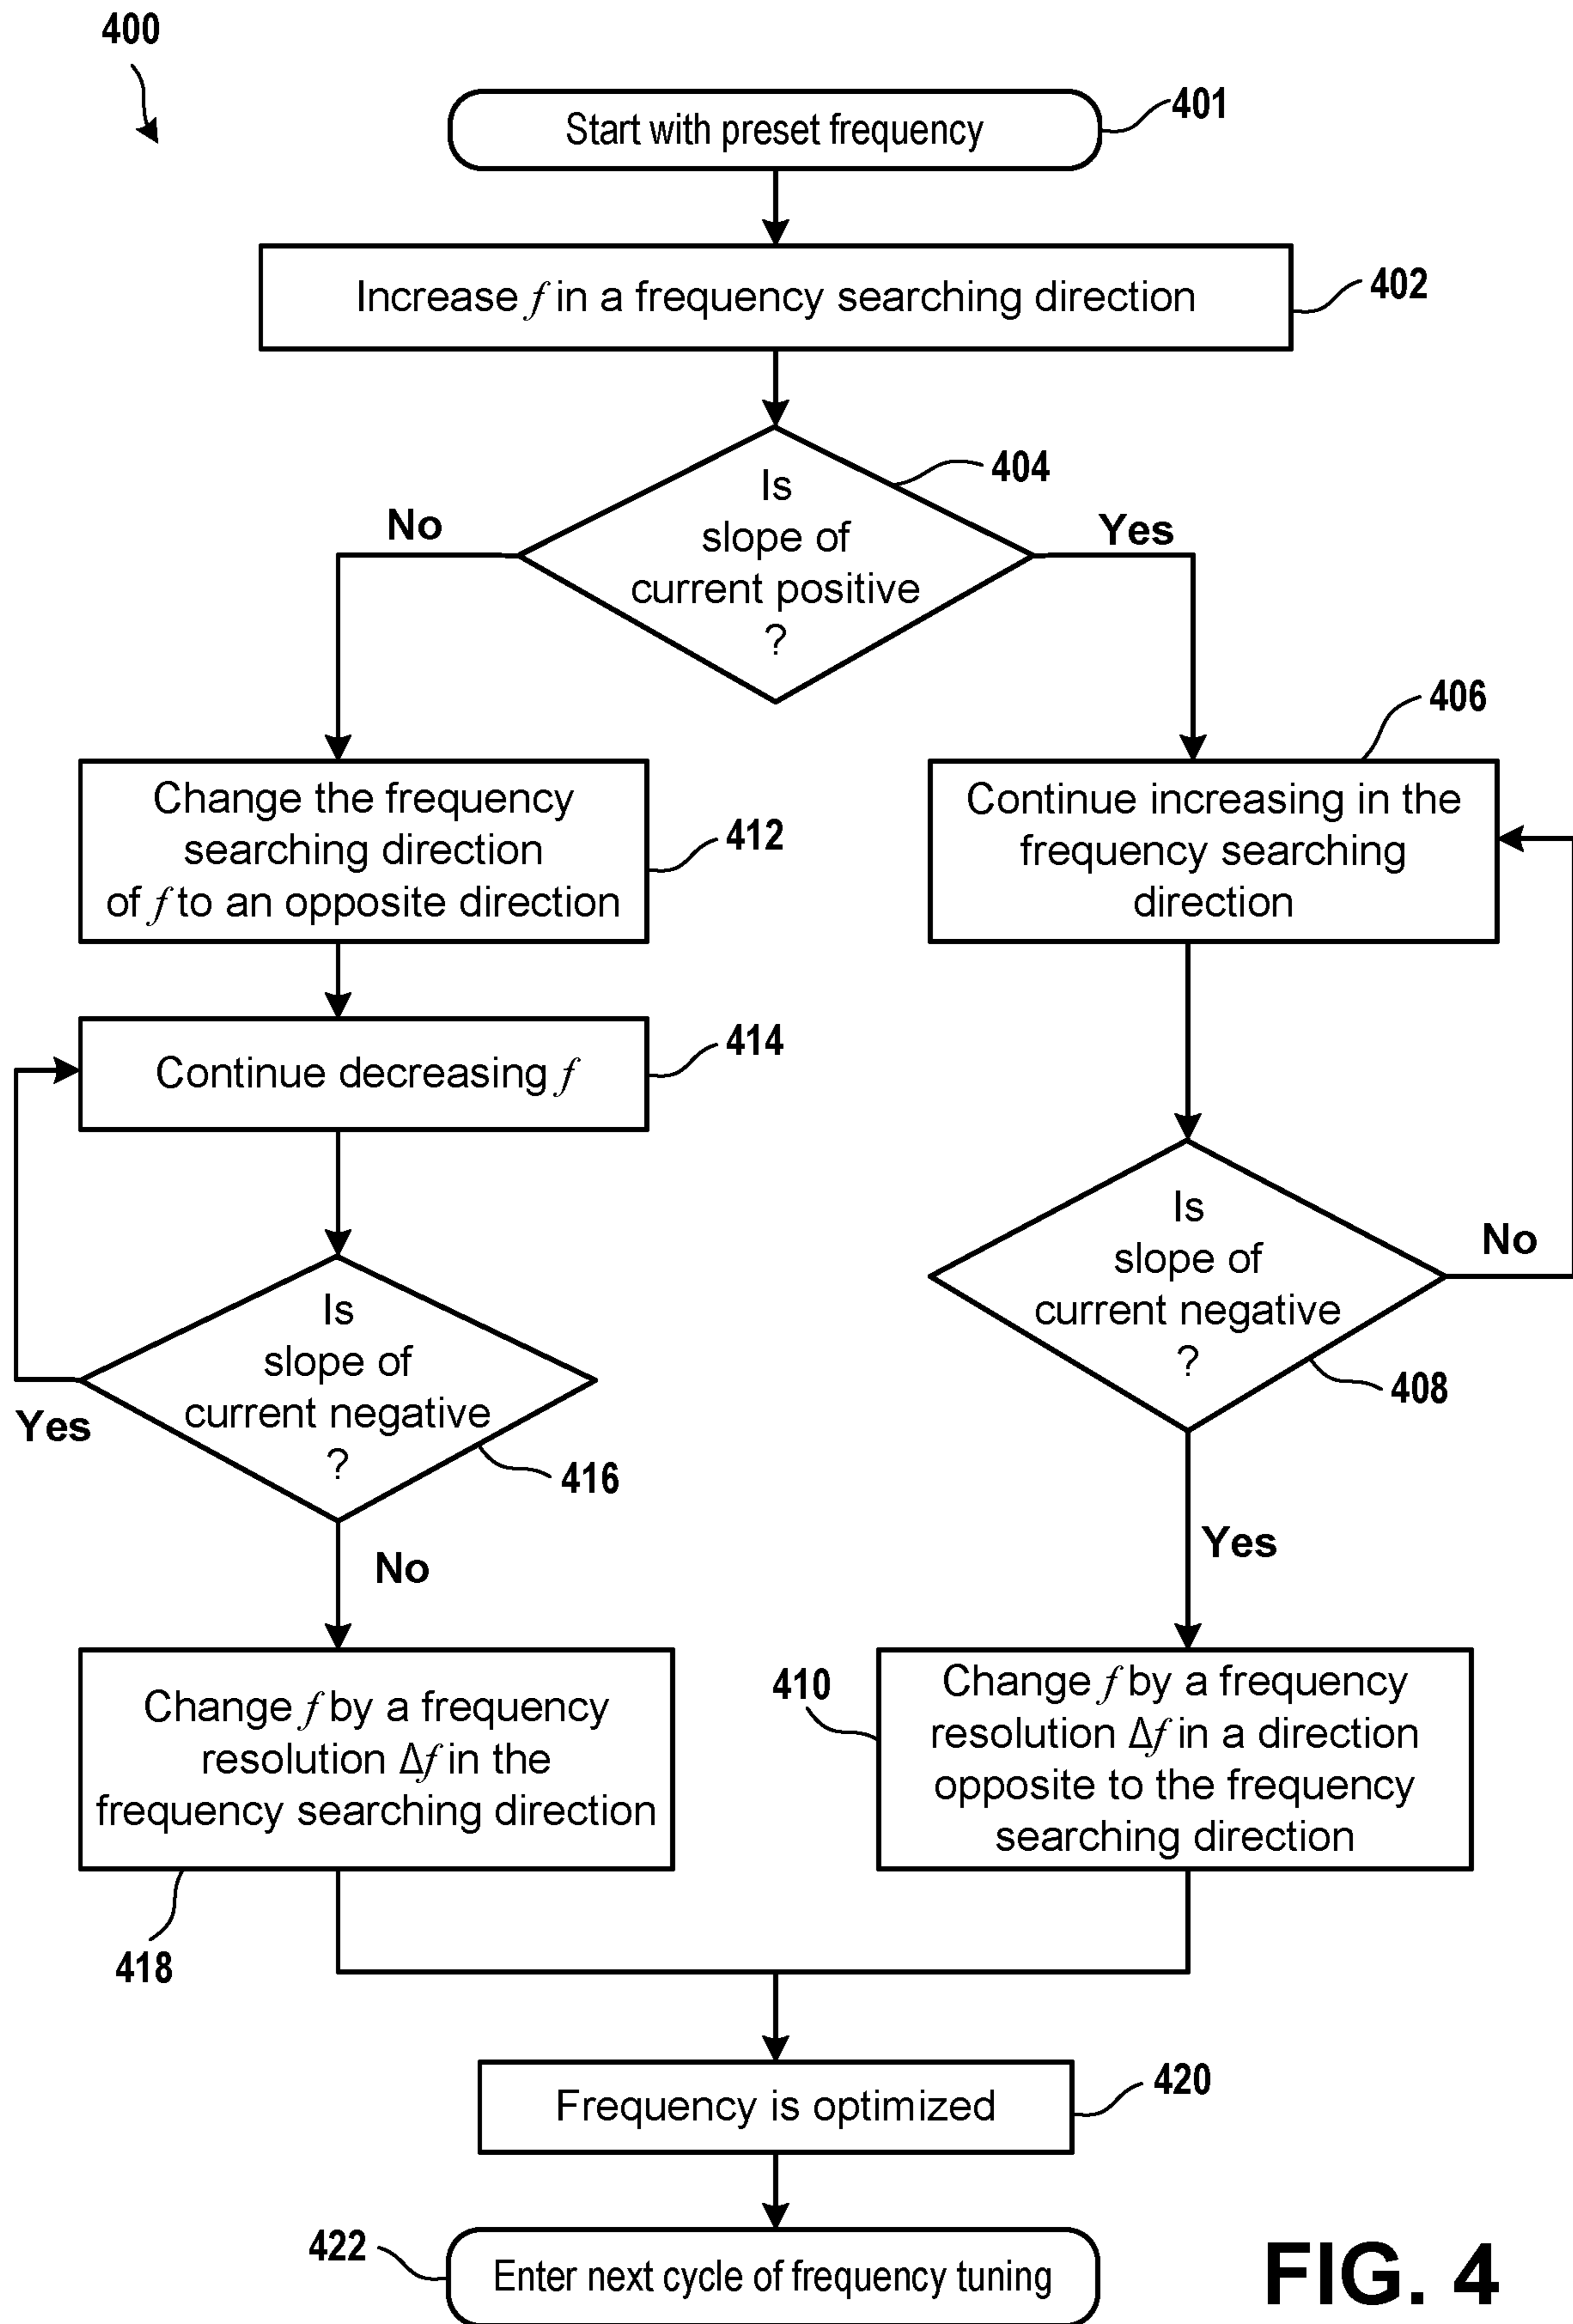 400
Start with preset frequency
401
Increase f in a frequency searching direction
402
Is
slope of
current positive
?
404
No
Yes
406
Change the frequency
searching direction
of f to an opposite direction
412
Continue increasing in the
frequency searching
direction
Continue decreasing f
414
Is
slope of
current negative
?
408
No
Yes
Is
slope of
current negative
?
416
Yes
No
Change f by a frequency
resolution Δf in the
frequency searching direction
418
410
Change f by a frequency
resolution Δf in a direction
opposite to the frequency
searching direction
Frequency is optimized
420
422
Enter next cycle of frequency tuning
FIG. 4